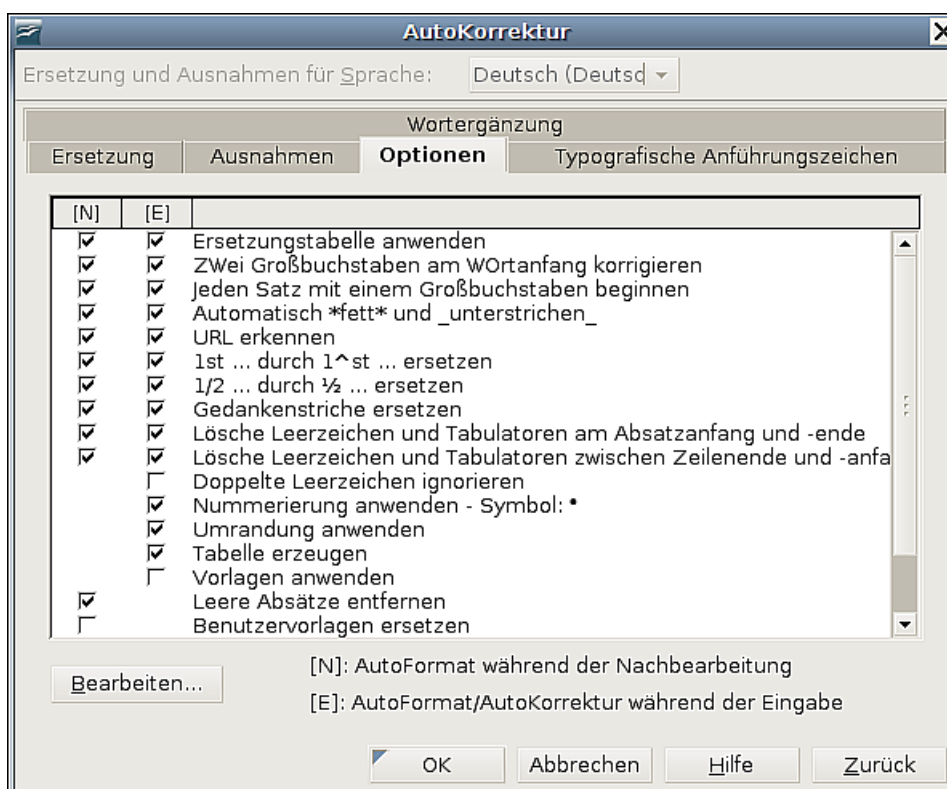 AutoKorrektur
Ersetzung und Ausnahmen für Sprache: Deutsch (Deutsc
Wortergänzung
Ersetzung Ausnahmen Optionen Typografische Anführungszeichen
[N] [E]
Ersetzungstabelle anwenden
ZWei Großbuchstaben am WOrtanfang korrigieren
Jeden Satz mit einem Großbuchstaben beginnen
Automatisch *fett* und _unterstrichen_
URL erkennen
1st ... durch 1^st ... ersetzen
1/2 ... durch ½ ... ersetzen
Gedankenstriche ersetzen
Lösche Leerzeichen und Tabulatoren am Absatzanfang und -ende
Lösche Leerzeichen und Tabulatoren zwischen Zeilenende und -anfa
Doppelte Leerzeichen ignorieren
Nummerierung anwenden - Symbol: •
Umrandung anwenden
Tabelle erzeugen
Vorlagen anwenden
Leere Absätze entfernen
Benutzervorlagen ersetzen
Bearbeiten...
[N]: AutoFormat während der Nachbearbeitung
[E]: AutoFormat/AutoKorrektur während der Eingabe
OK Abbrechen Hilfe Zurück